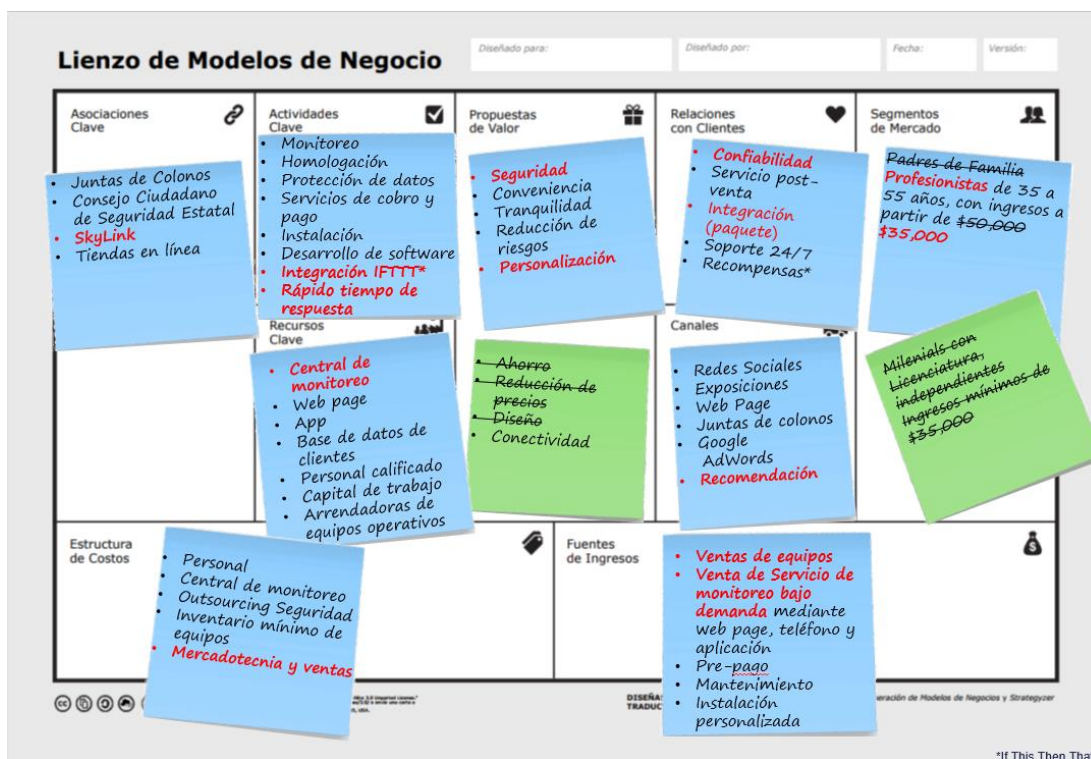 Lienzo de Modelos de Negocio
Diseñado para:
Diseñado por:
Fecha:
Versión:
Asociaciones
Clave
• Juntas de Colonos
• Consejo Ciudadano
de Seguridad Estatal
• SkyLink
• Tiendas en línea
Actividades
Clave
• Monitoreo
• Homologación
• Protección de datos
• Servicios de cobro y
pago
• Instalación
• Desarrollo de software
• Integración IFTTT*
• Rápido tiempo de
respuesta
Recursos
Clave
• Central de
monitoreo
• Web page
• App
• Base de datos de
clientes
• Personal calificado
• Capital de trabajo
• Arrendadoras de
equipos operativos
Propuestas
de Valor
• Seguridad
• Conveniencia
• Tranquilidad
• Reducción de
riesgos
• Personalización
• Ahorro
• Reducción de
precios
• Diseño
• Conectividad
Relaciones
con Clientes
• Confiabilidad
• Servicio post-
venta
• Integración
(paquete)
• Soporte 24/7
• Recompensas*
Canales
• Redes Sociales
• Exposiciones
• Web Page
• Juntas de colonos
• Google
AdWords
• Recomendación
Segmentos
de Mercado
Padres de Familia
Profesionistas de 35 a
55 años, con ingresos a
partir de $50,000
$35,000
Milenials con
Licenciatura,
independientes
Ingresos mínimos de
$35,000
Estructura
de Costos
• Personal
• Central de monitoreo
• Outsourcing Seguridad
• Inventario mínimo de
equipos
• Mercadotecnia y ventas
Fuentes
de Ingresos
• Ventas de equipos
• Venta de Servicio de
monitoreo bajo
demanda mediante
web page, teléfono y
aplicación
• Pre-pago
• Mantenimiento
• Instalación
personalizada
DISEÑA
TRADUC
de Modelos de Negocios y Strategyzer
*If This Then That